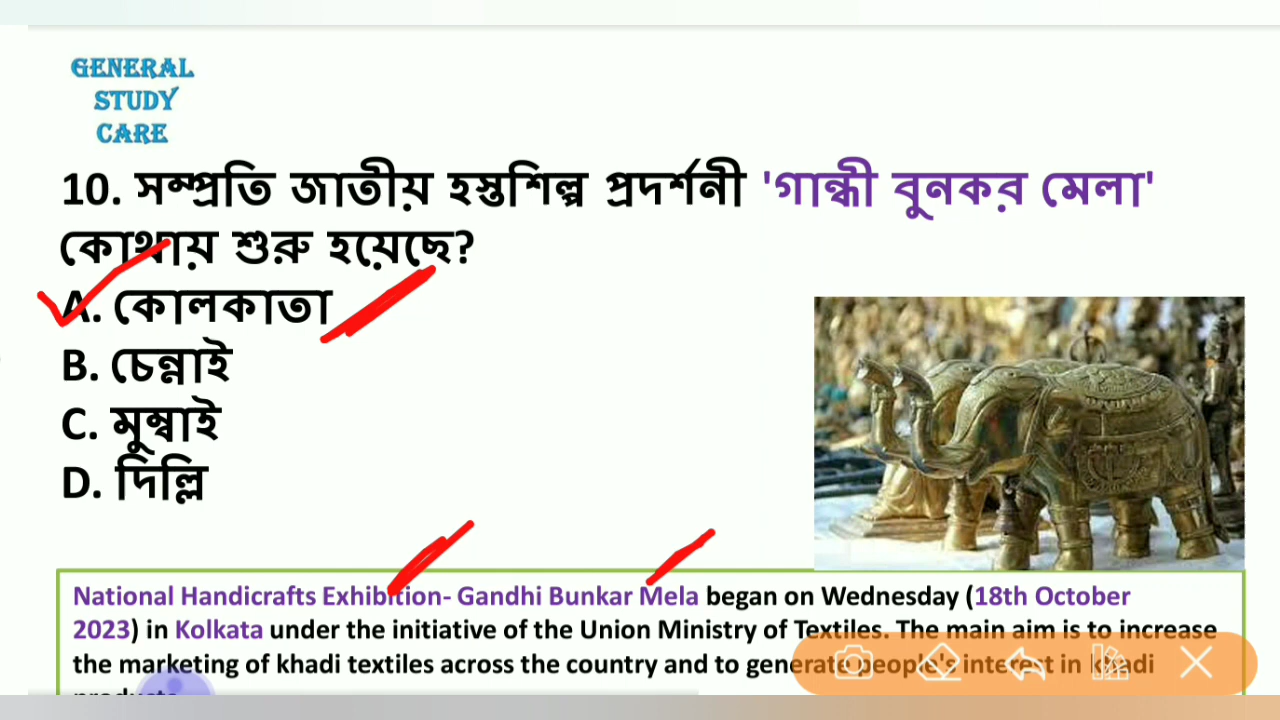 GENERAL
STUDY
CARE
10. সম্প্রতি জাতীয় হস্তশিল্প প্রদর্শনী 'গান্ধী বুনকর মেলা'
কোথায় শুরু হয়েছে?
A. কোলকাতা
B. চেন্নাই
C. মুম্বাই
D. দিল্লি
National Handicrafts Exhibition- Gandhi Bunkar Mela began on Wednesday (18th October
2023) in Kolkata under the initiative of the Union Ministry of Textiles. The main aim is to increase
the marketing of khadi textiles across the country and to generate people's interest in khadi